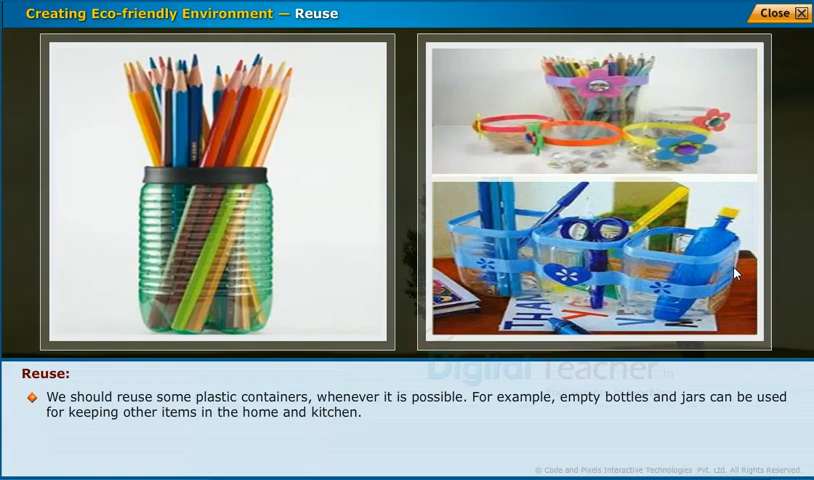 Creating Eco-friendly Environment — Reuse
Close
THAN
Reuse:
Digital Teacher.in
We should reuse some plastic containers, whenever it is possible. For example, empty bottles and jars can be used
for keeping other items in the home and kitchen.
© Code and Pixels Interactive Technologies Pvt. Ltd. All Rights Reserved.